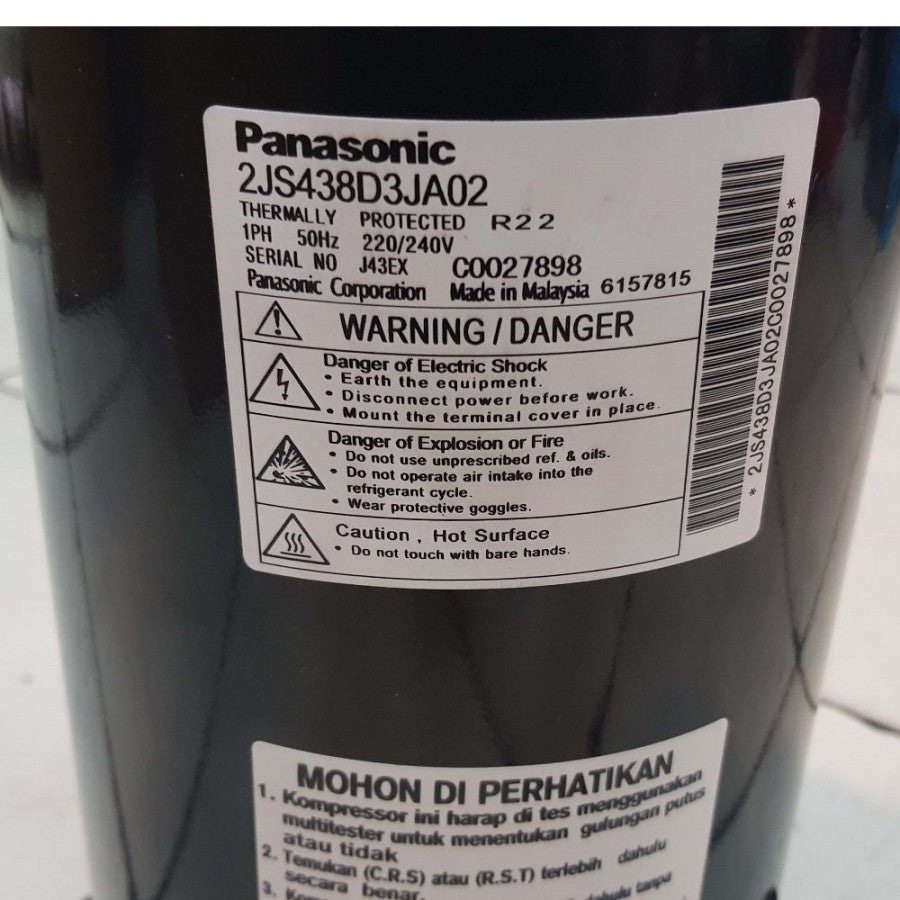 Panasonic
2JS438D3JA02
THERMALLY PROTECTED R22
1PH 50Hz 220/240V
SERIAL NO J43EX C0027898
Panasonic Corporation Made in Malaysia 6157815
WARNING / DANGER
Danger of Electric Shock
• Earth the equipment.
• Disconnect power before work.
• Mount the terminal cover in place.
Danger of Explosion or Fire
• Do not use unprescribed ref. & oils.
• Do not operate air intake into the
refrigerant cycle.
• Wear protective goggles.
Caution , Hot Surface
• Do not touch with bare hands.
* 2JS438D3JA02C0027898 *
MOHON DI PERHATIKAN
1. Kompressor ini harap di tes menggunakan
multitester untuk menentukan gulungan putus
atau tidak
2. Temukan (C.R.S) atau (R.S.T) terlebih dahulu
secara benar.
3. dahulu tanpa